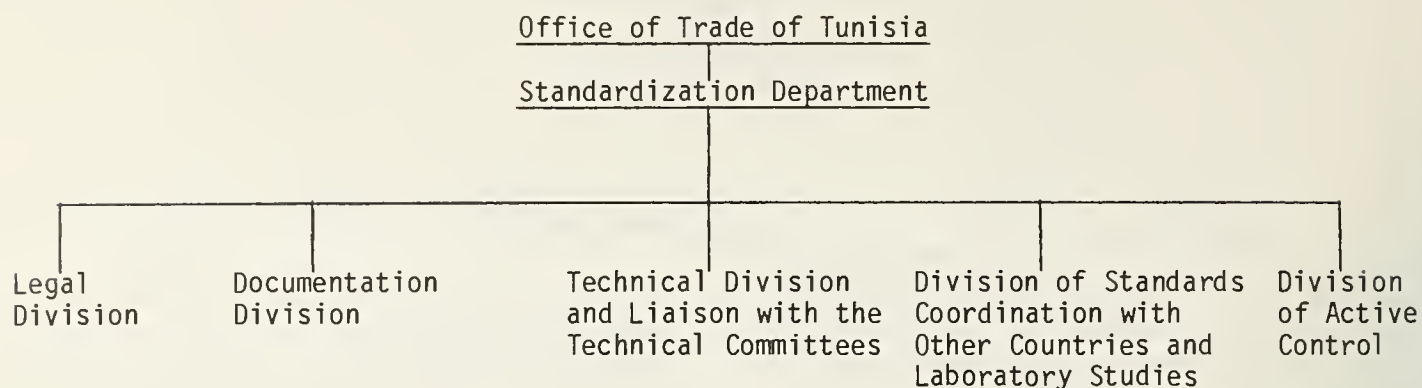 Office of Trade of Tunisia
Standardization Department
Legal
Division
Documentation
Division
Technical Division
and Liaison with the
Technical Committees
Division of Standards
Coordination with
Other Countries and
Laboratory Studies
Division
of Active
Control